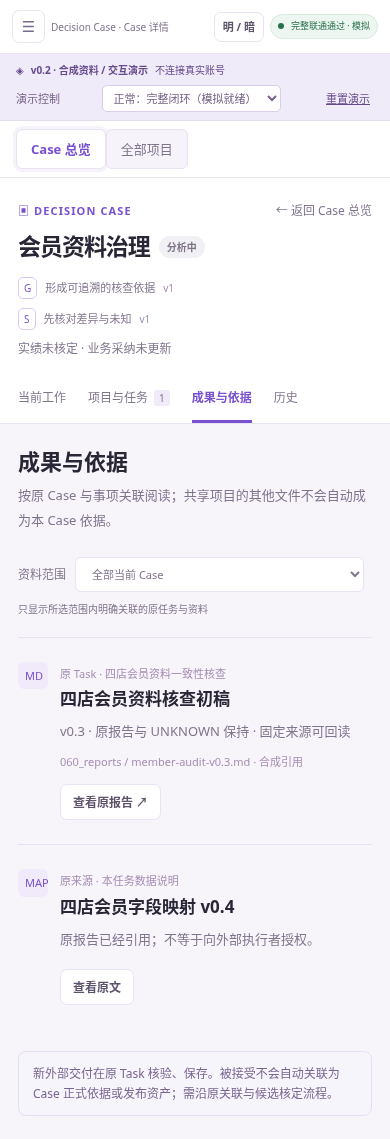 ☰ Decision Case · Case 详情 明 / 暗 完整联通通过 · 模拟
◈ v0.2 · 合成资料 / 交互演示 不连接真实账号
演示控制 正常：完整闭环（模拟就绪） 重置演示
Case 总览 全部项目
DECISION CASE ← 返回 Case 总览
会员资料治理 分析中
G 形成可追溯的核查依据 v1
S 先核对差异与未知 v1
实绩未核定 · 业务采纳未更新
当前工作 项目与任务 1 成果与依据 历史
成果与依据
按原 Case 与事项关联阅读；共享项目的其他文件不会自动成
为本 Case 依据。
资料范围 全部当前 Case
只显示所选范围内明确关联的原任务与资料
MD 原 Task · 四店会员资料一致性核查
四店会员资料核查初稿
v0.3 · 原报告与 UNKNOWN 保持 · 固定来源可回读
060_reports / member-audit-v0.3.md · 合成引用
查看原报告 ↗
MAP 原来源 · 本任务数据说明
四店会员字段映射 v0.4
原报告已经引用；不等于向外部执行者授权。
查看原文
新外部交付在原 Task 核验、保存。被接受不会自动关联为
Case 正式依据或发布资产；需沿原关联与候选核定流程。